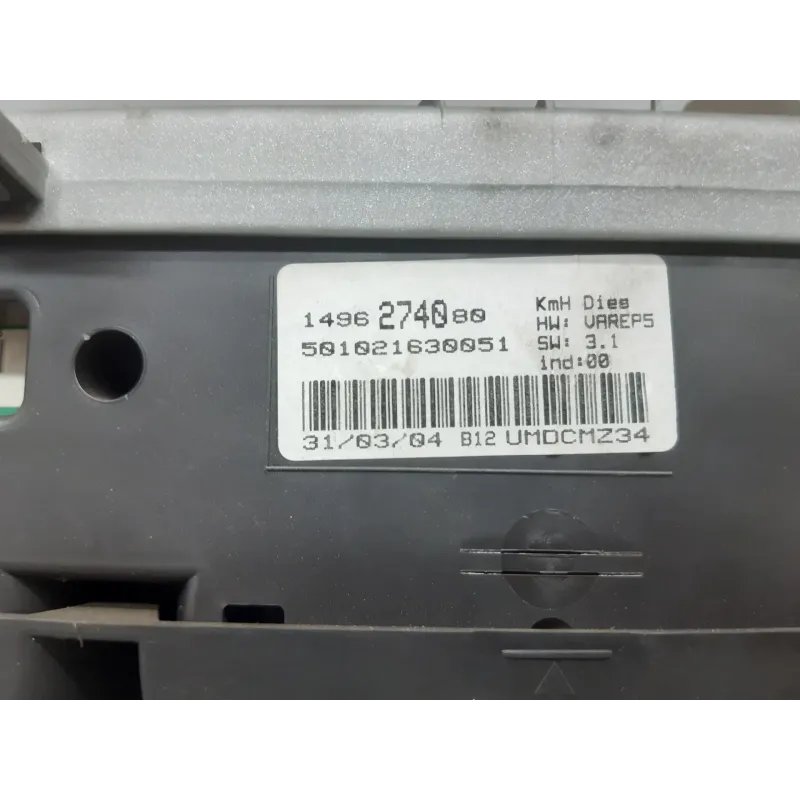 1496 2740 80
501021630051
KmH Dies
HW: VAREP5
SW: 3.1
ind:00
31/03/04 B12 UMDCMZ34